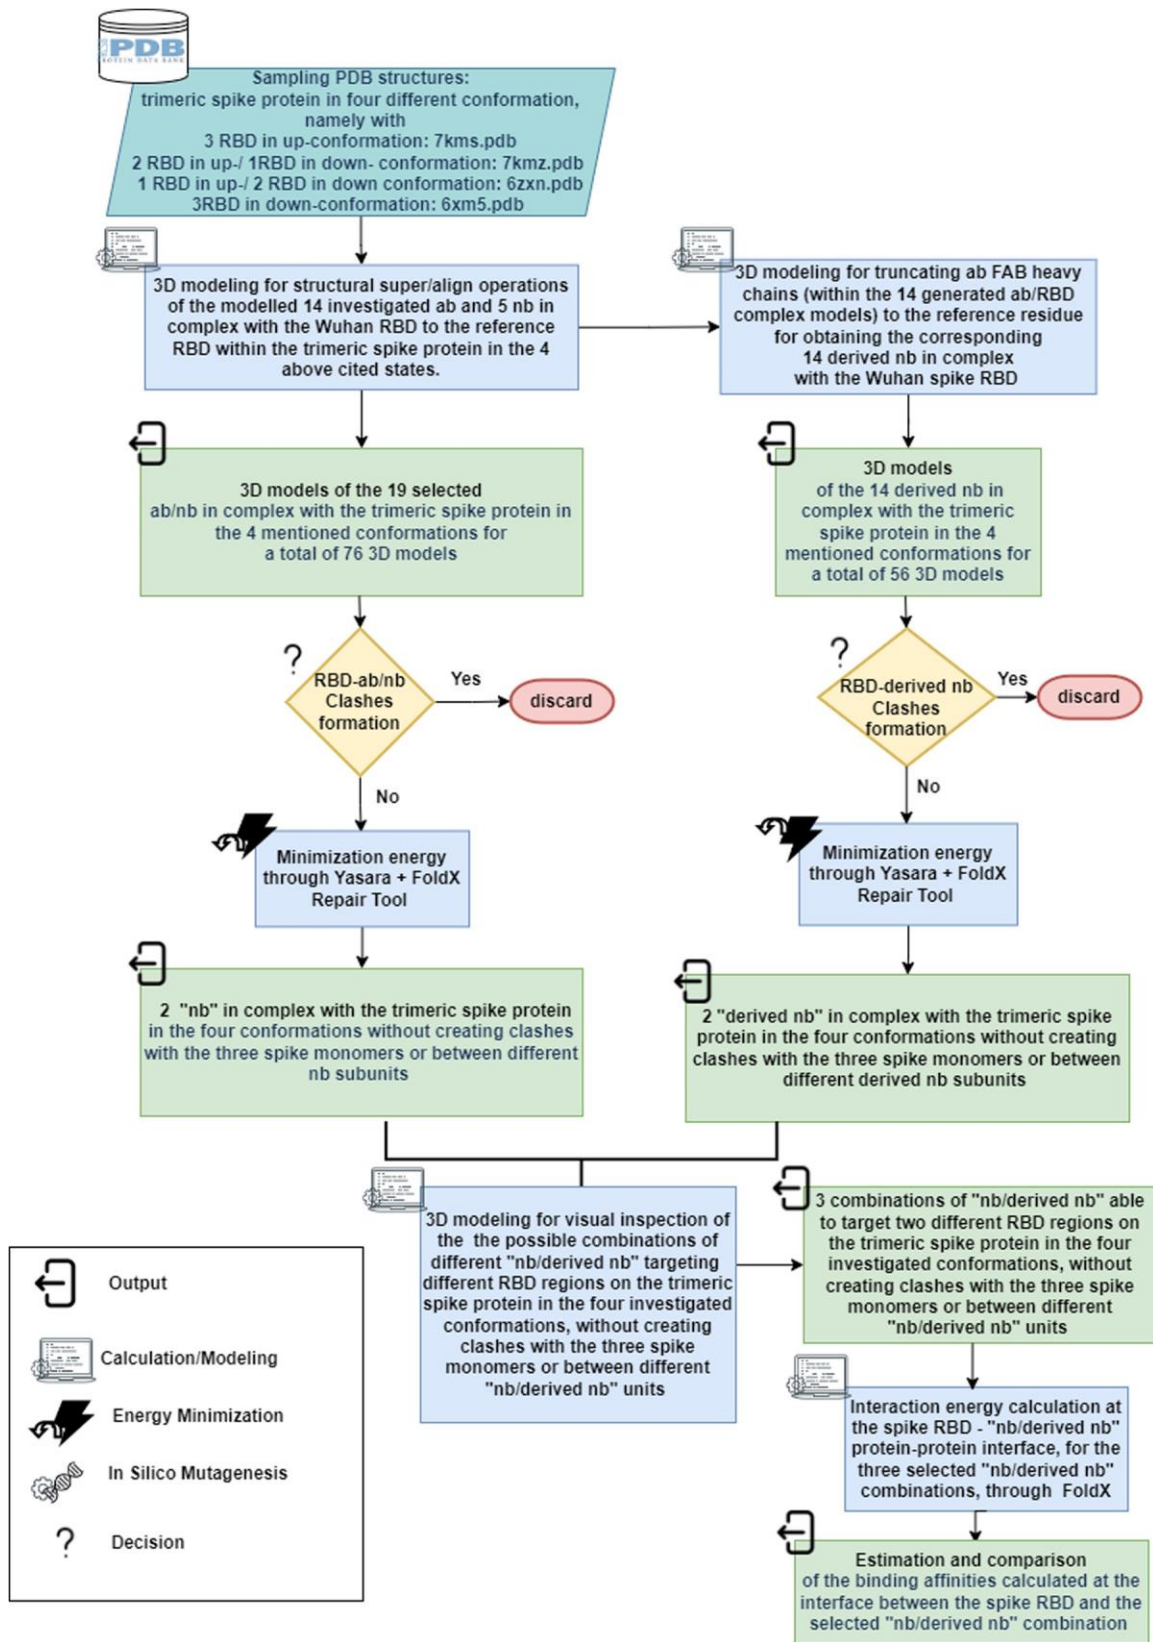 PDB
PROTEIN DATA BANK
Sampling PDB structures:
trimeric spike protein in four different conformation,
namely with
3 RBD in up-conformation: 7kms.pdb
2 RBD in up-/ 1RBD in down- conformation: 7kmz.pdb
1 RBD in up-/ 2 RBD in down conformation: 6zxn.pdb
3RBD in down-conformation: 6xm5.pdb
3D modeling for structural super/align operations
of the modelled 14 investigated ab and 5 nb in
complex with the Wuhan RBD to the reference
RBD within the trimeric spike protein in the 4
above cited states.
3D modeling for truncating ab FAB heavy
chains (within the 14 generated ab/RBD
complex models) to the reference residue
for obtaining the corresponding
14 derived nb in complex
with the Wuhan spike RBD
3D models of the 19 selected
ab/nb in complex with the trimeric spike protein in
the 4 mentioned conformations for
a total of 76 3D models
3D models
of the 14 derived nb in
complex with the trimeric
spike protein in the 4
mentioned conformations for
a total of 56 3D models
?
RBD-ab/nb
Clashes
formation
Yes
discard
No
?
RBD-derived nb
Clashes
formation
Yes
discard
No
Minimization energy
through Yasara + FoldX
Repair Tool
Minimization energy
through Yasara + FoldX
Repair Tool
2 "nb" in complex with the trimeric spike protein
in the four conformations without creating clashes
with the three spike monomers or between different
nb subunits
2 "derived nb" in complex with the trimeric spike
protein in the four conformations without creating
clashes with the three spike monomers or between
different derived nb subunits
3D modeling for visual inspection of
the the possible combinations of
different "nb/derived nb" targeting
different RBD regions on the trimeric
spike protein in the four investigated
conformations, without creating
clashes with the three spike
monomers or between different
"nb/derived nb" units
3 combinations of "nb/derived nb" able
to target two different RBD regions on
the trimeric spike protein in the four
investigated conformations, without
creating clashes with the three spike
monomers or between different
"nb/derived nb" units
Interaction energy calculation at
the spike RBD - "nb/derived nb"
protein-protein interface, for the
three selected "nb/derived nb"
combinations, through FoldX
Estimation and comparison
of the binding affinities calculated at the
interface between the spike RBD and the
selected "nb/derived nb" combination
Output
Calculation/Modeling
Energy Minimization
In Silico Mutagenesis
? Decision